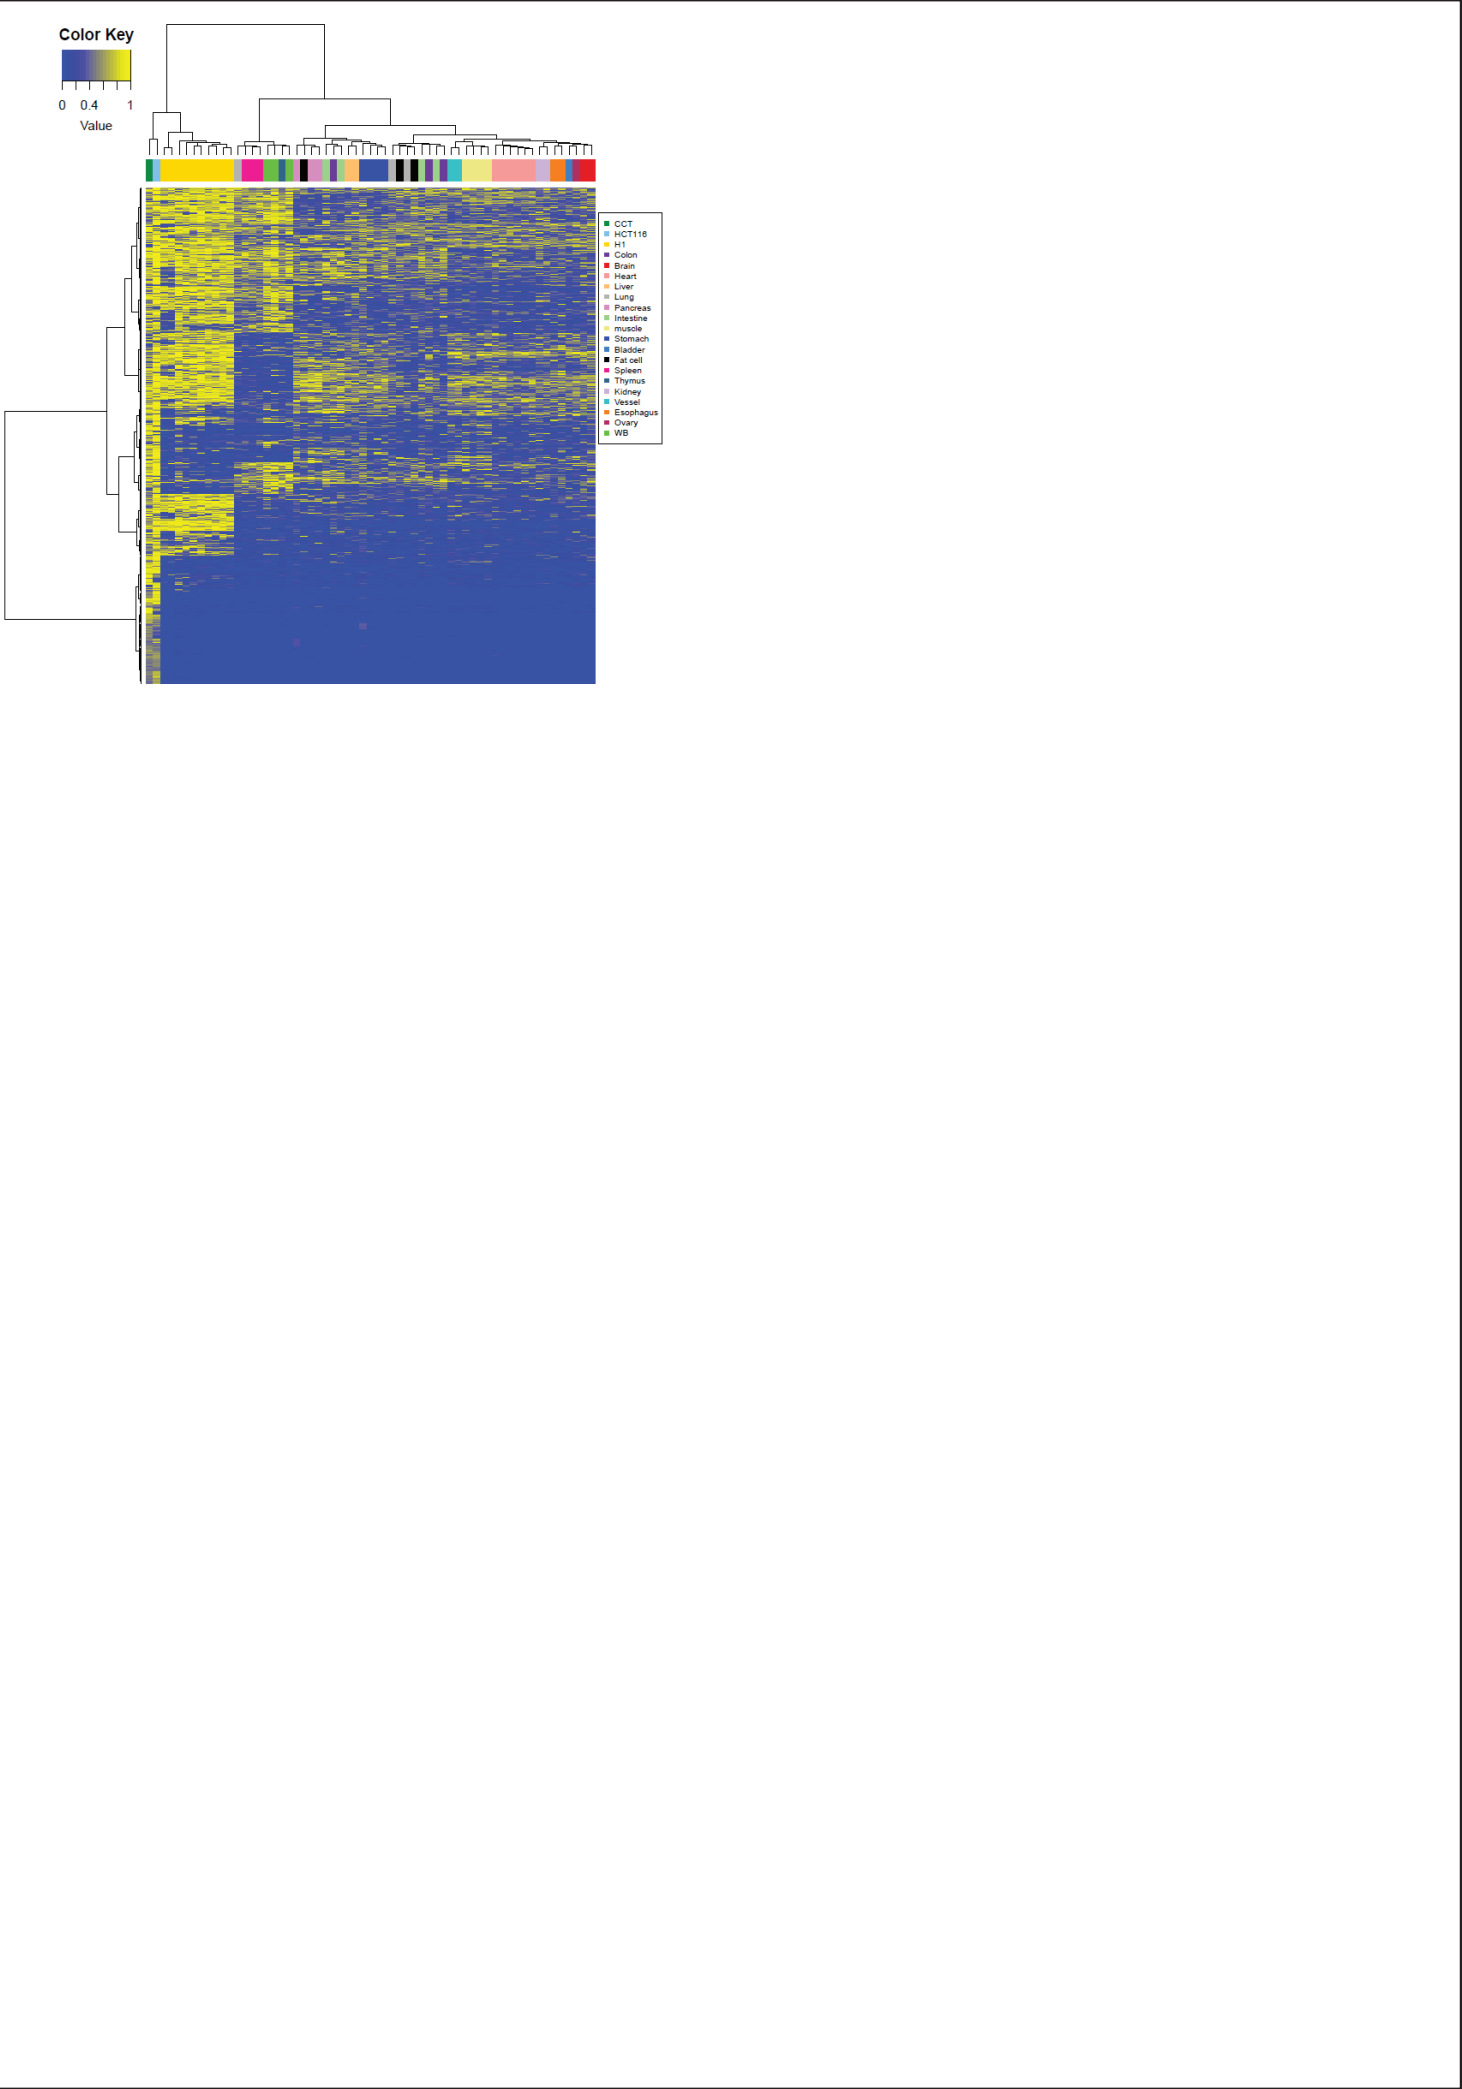 Color Key
0 0.4 1
Value
CCT
HCT116
H1
Colon
Brain
Heart
Liver
Lung
Pancreas
Intestine
muscle
Stomach
Bladder
Fat cell
Spleen
Thymus
Kidney
Vessel
Esophagus
Ovary
WB